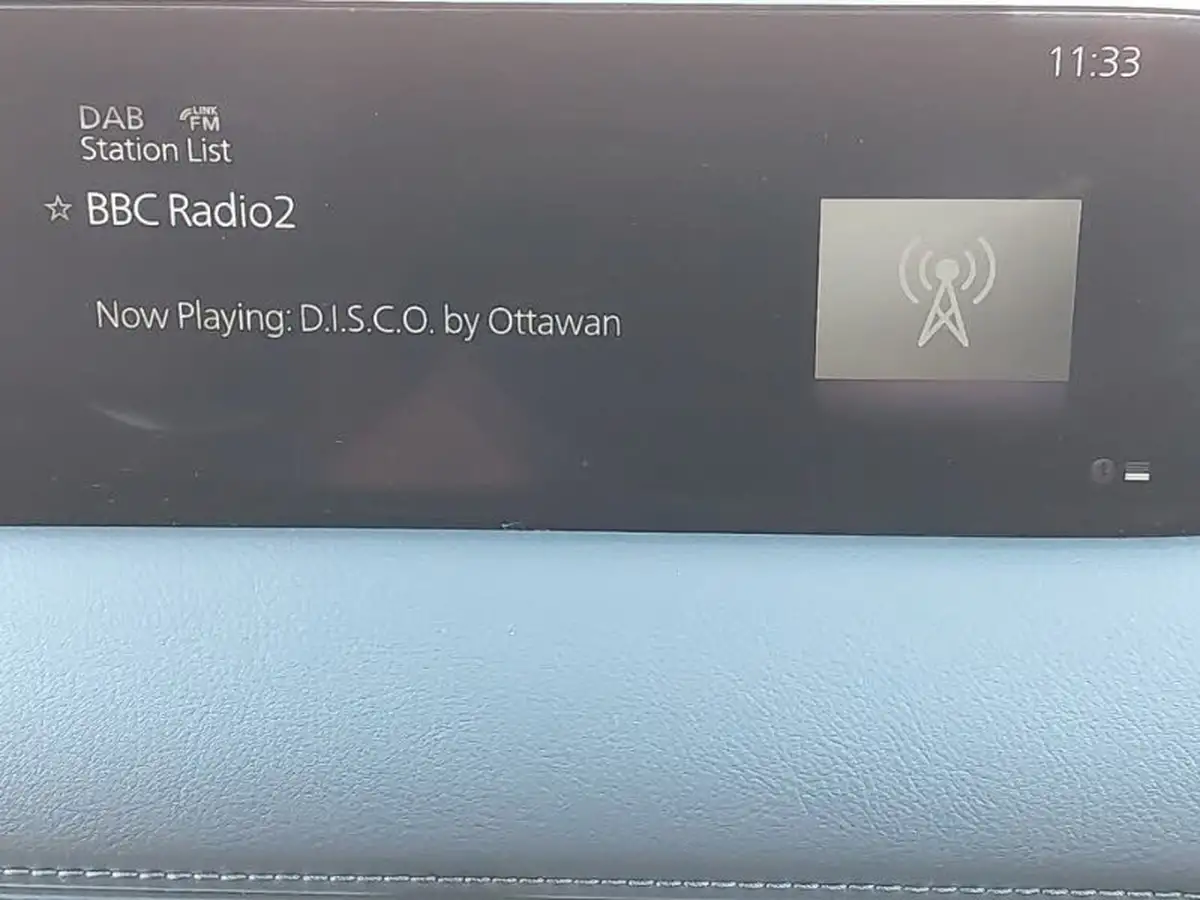 11:33
DAB LINK FM
Station List
BBC Radio2
Now Playing: D.I.S.C.O. by Ottawan